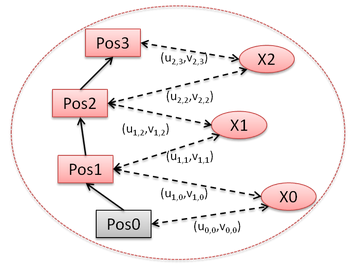 Pos3
(u2,3,v2,3)
X2
Pos2
(u2,2,v2,2)
(u1,2,v1,2)
X1
(u1,1,v1,1)
Pos1
(u1,0,v1,0)
X0
Pos0
(u0,0,v0,0)